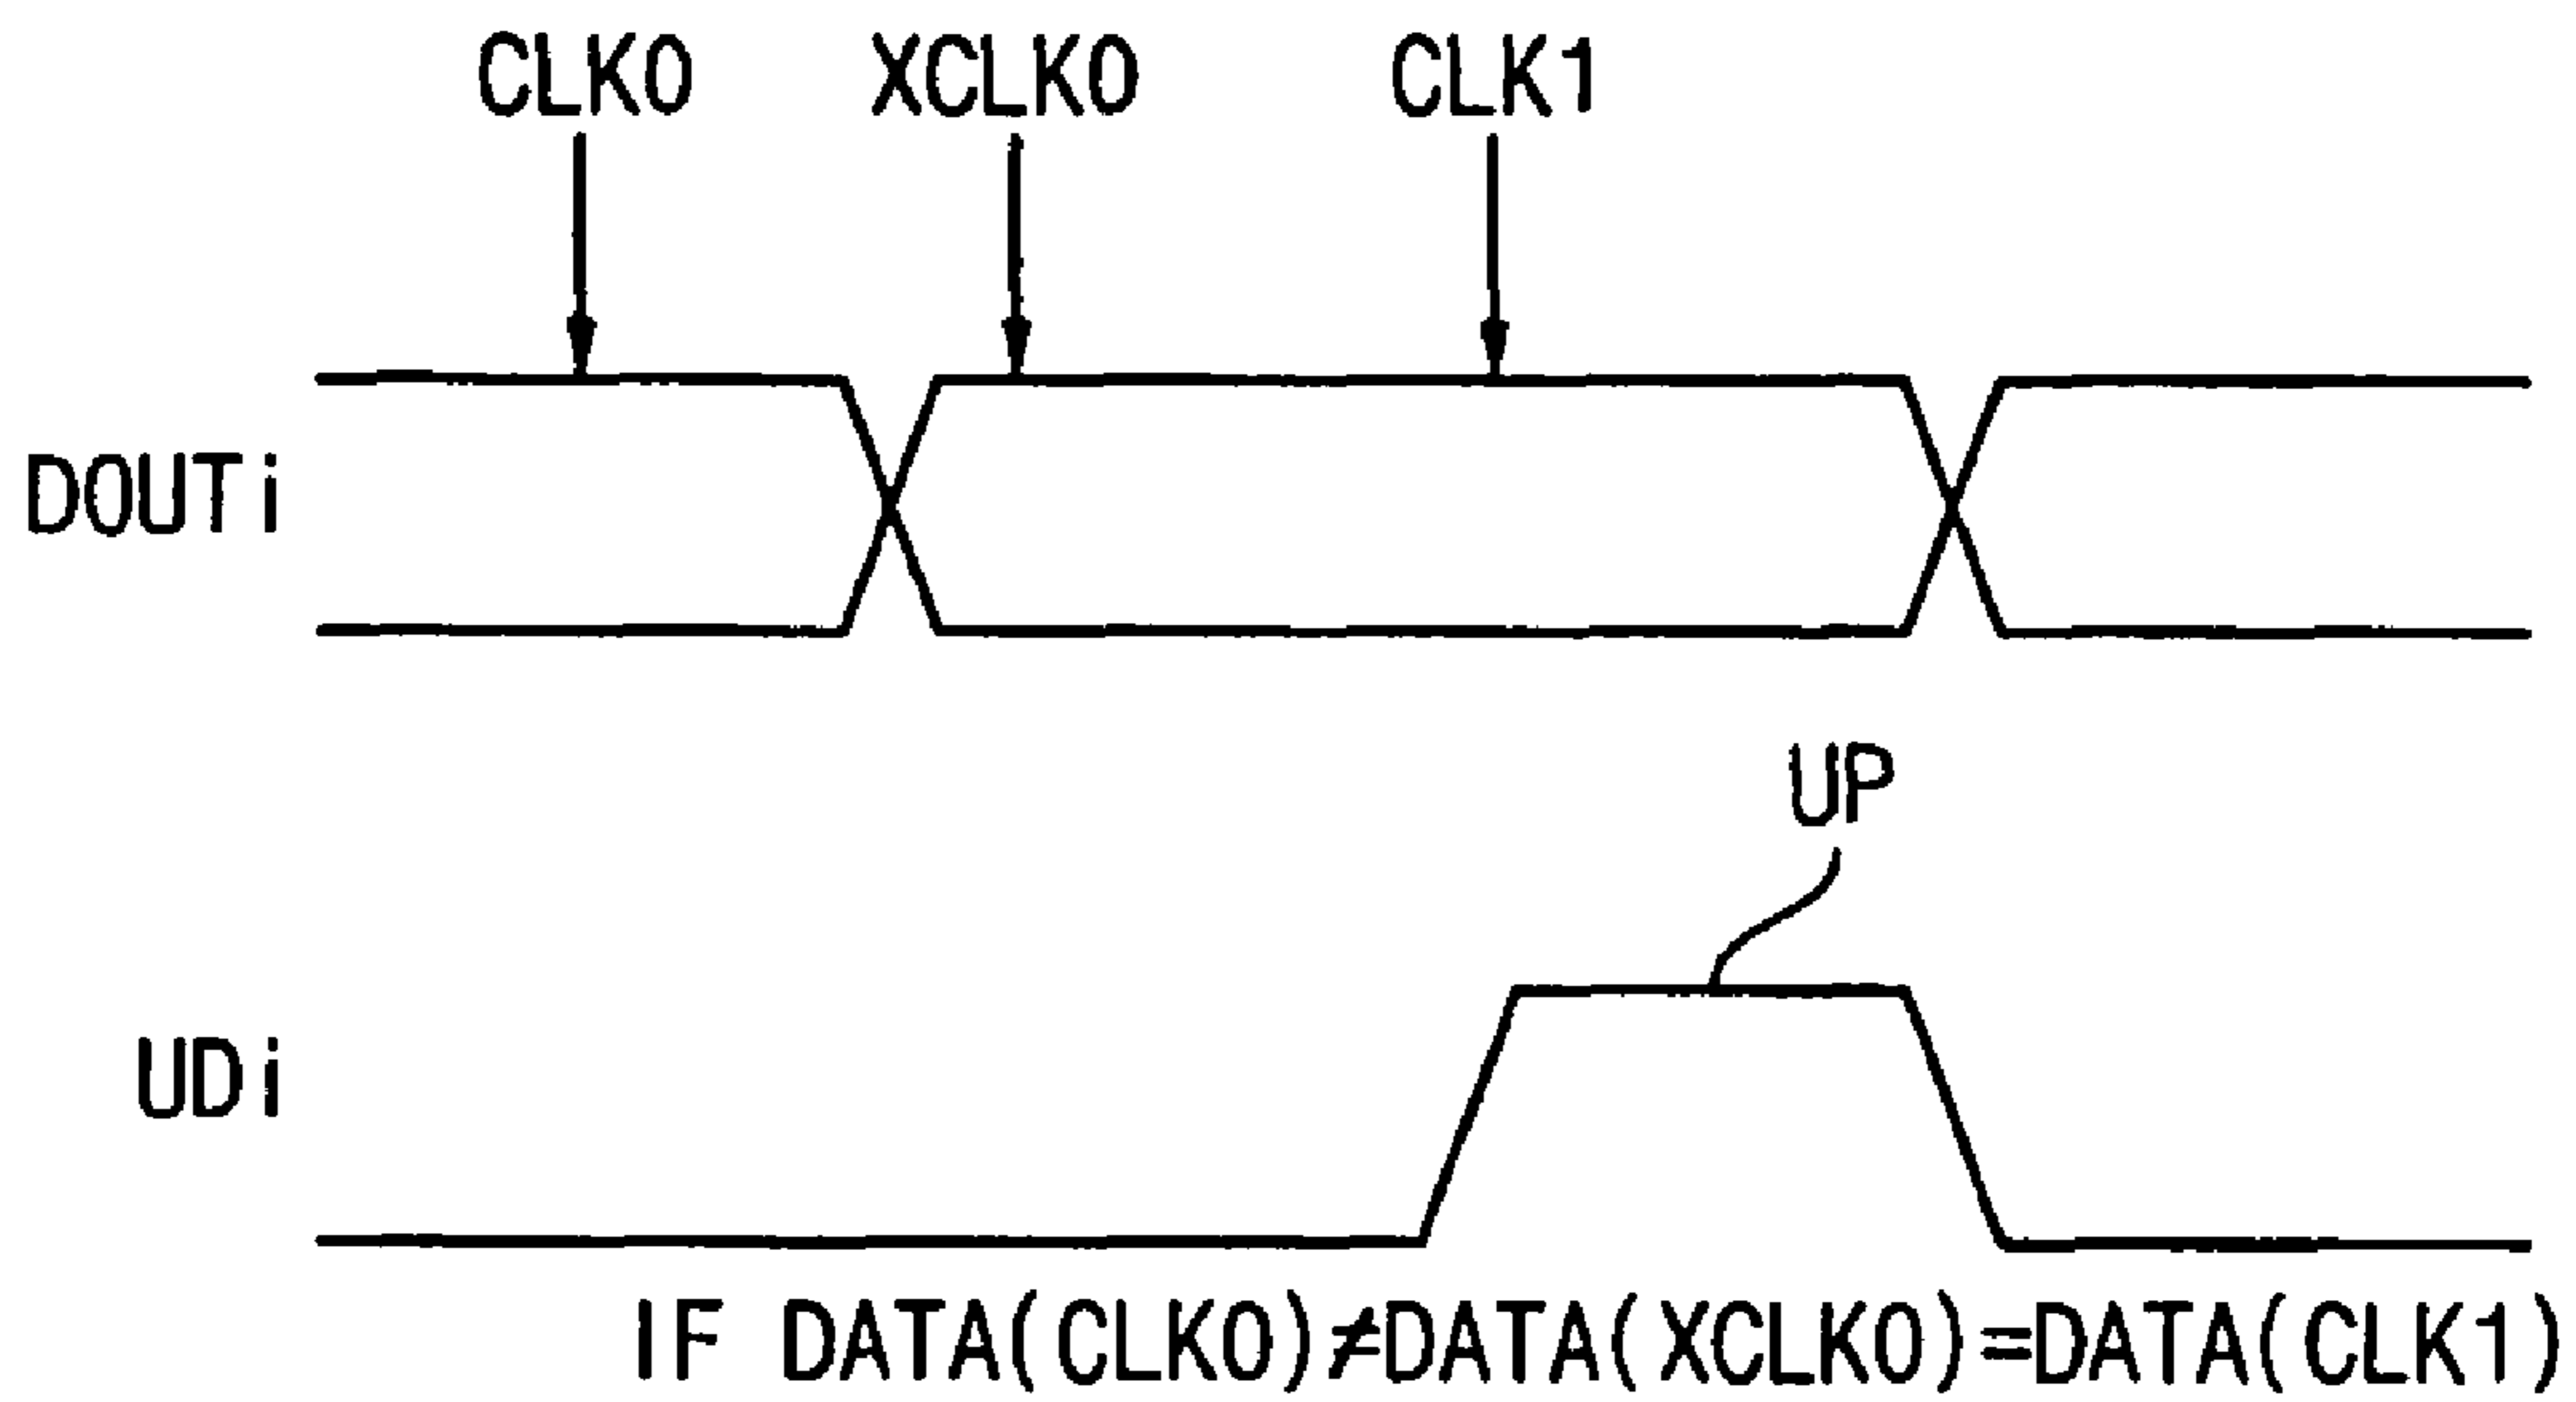 CLK0 XCLK0 CLK1
DOUTi
UP
UDi
IF DATA(CLK0)≠DATA(XCLK0)=DATA(CLK1)